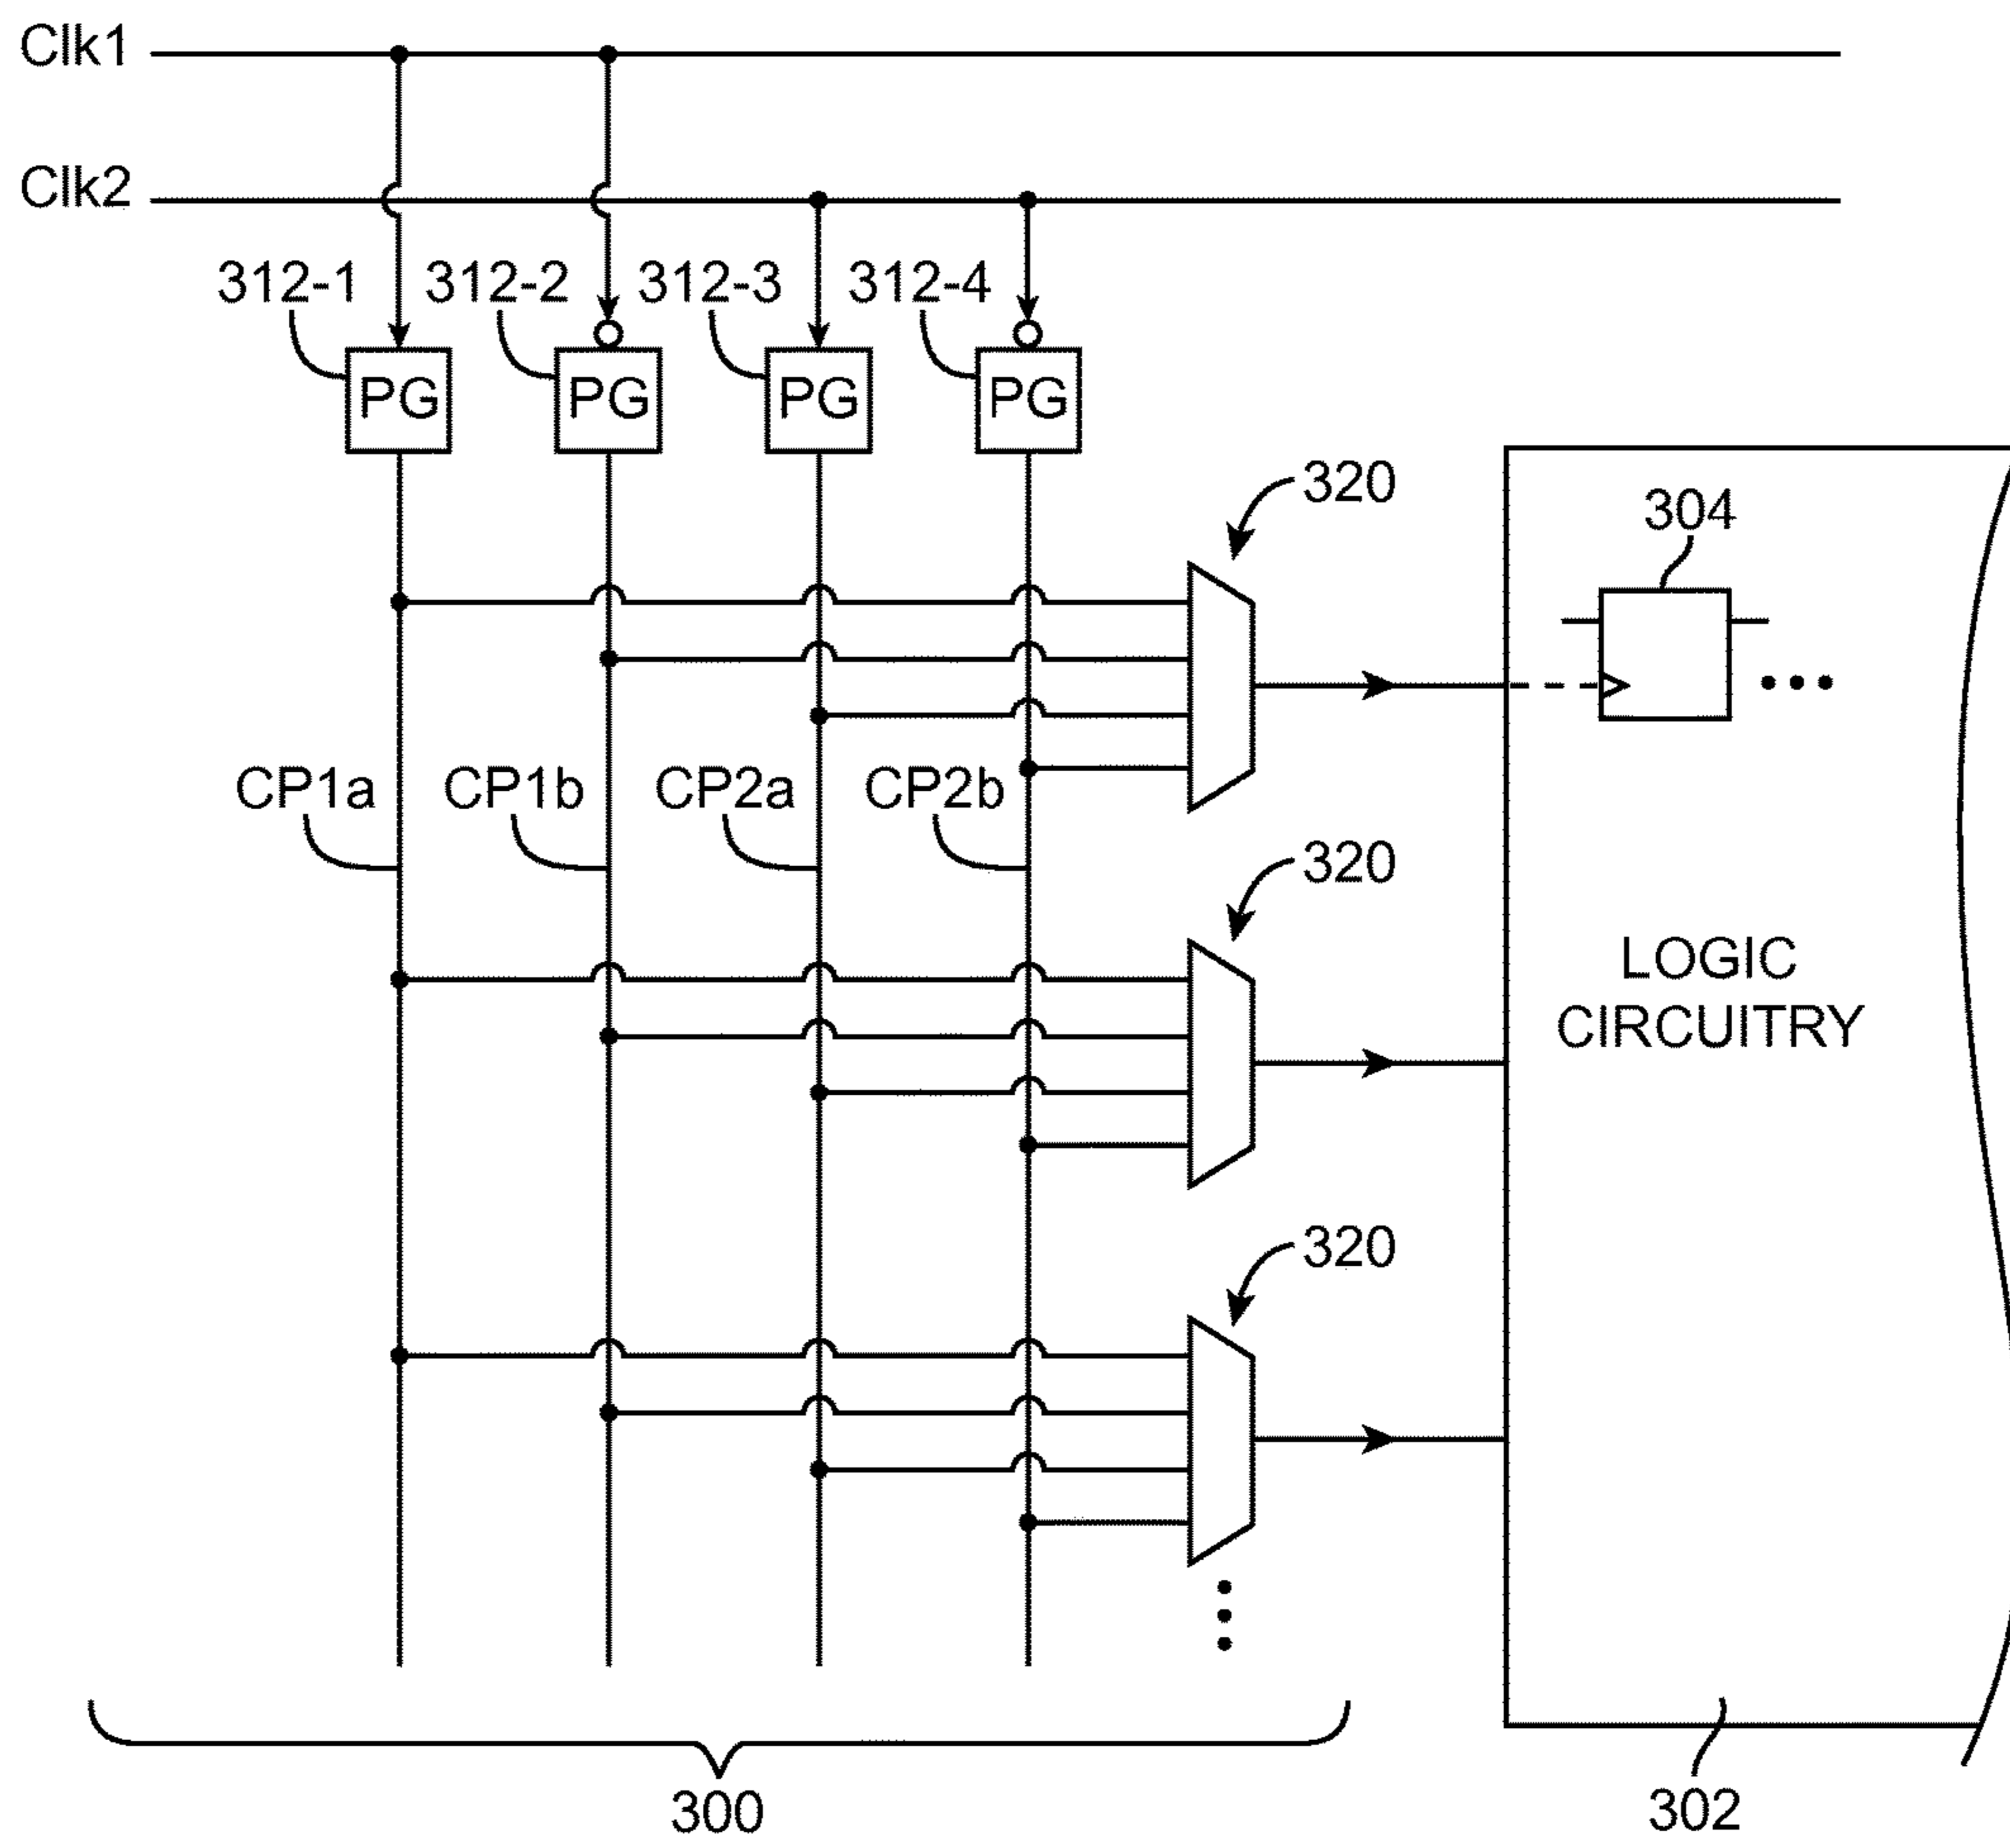 Clk1
Clk2
312-1 312-2 312-3 312-4
PG PG PG PG
320
304
CP1a CP1b CP2a CP2b
320
LOGIC
CIRCUITRY
320
300
302